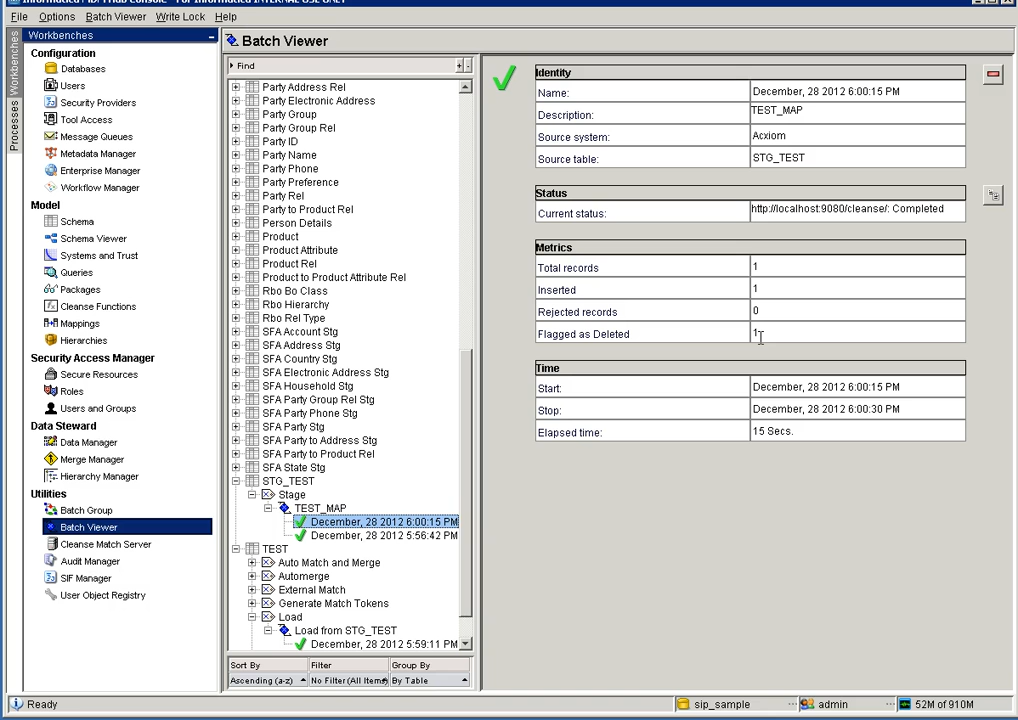 Informatica MDM Hub Console - For Informatica INTERNAL USE ONLY
File Options Batch Viewer Write Lock Help
Workbenches
Processes
Workbenches
Configuration
Databases
Users
Security Providers
Tool Access
Message Queues
Metadata Manager
Enterprise Manager
Workflow Manager
Model
Schema
Schema Viewer
Systems and Trust
Queries
Packages
Cleanse Functions
Mappings
Hierarchies
Security Access Manager
Secure Resources
Roles
Users and Groups
Data Steward
Data Manager
Merge Manager
Hierarchy Manager
Utilities
Batch Group
Batch Viewer
Cleanse Match Server
Audit Manager
SIF Manager
User Object Registry
Batch Viewer
Find
Party Address Rel
Party Electronic Address
Party Group
Party Group Rel
Party ID
Party Name
Party Phone
Party Preference
Party Rel
Party to Product Rel
Person Details
Product
Product Attribute
Product Rel
Product to Product Attribute Rel
Rbo Bo Class
Rbo Hierarchy
Rbo Rel Type
SFA Account Stg
SFA Address Stg
SFA Country Stg
SFA Electronic Address Stg
SFA Household Stg
SFA Party Group Rel Stg
SFA Party Phone Stg
SFA Party Stg
SFA Party to Address Stg
SFA Party to Product Rel
SFA State Stg
STG_TEST
Stage
TEST_MAP
December, 28 2012 6:00:15 PM
December, 28 2012 5:56:42 PM
TEST
Auto Match and Merge
Automerge
External Match
Generate Match Tokens
Load
Load from STG_TEST
December, 28 2012 5:59:11 PM
Sort By Filter Group By
Ascending (a-z) No Filter(All Items) By Table
Identity
Name: December, 28 2012 6:00:15 PM
Description: TEST_MAP
Source system: Acxiom
Source table: STG_TEST
Status
Current status: http://localhost:9080/cleanse/: Completed
Metrics
Total records 1
Inserted 1
Rejected records 0
Flagged as Deleted 1
Time
Start: December, 28 2012 6:00:15 PM
Stop: December, 28 2012 6:00:30 PM
Elapsed time: 15 Secs.
Ready sip_sample admin 52M of 910M